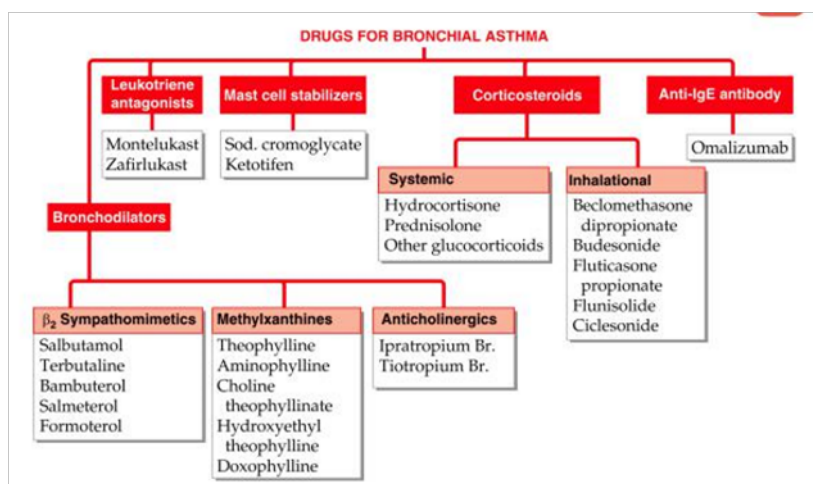 DRUGS FOR BRONCHIAL ASTHMA
Leukotriene
antagonists
Montelukast
Zafirlukast
Mast cell stabilizers
Sod. cromoglycate
Ketotifen
Corticosteroids
Systemic
Hydrocortisone
Prednisolone
Other glucocorticoids
Inhalational
Beclomethasone
dipropionate
Budesonide
Fluticasone
propionate
Flunisolide
Ciclesonide
Anti-IgE antibody
Omalizumab
Bronchodilators
β2 Sympathomimetics
Salbutamol
Terbutaline
Bambuterol
Salmeterol
Formoterol
Methylxanthines
Theophylline
Aminophylline
Choline
theophyllinate
Hydroxyethyl
theophylline
Doxophylline
Anticholinergics
Ipratropium Br.
Tiotropium Br.